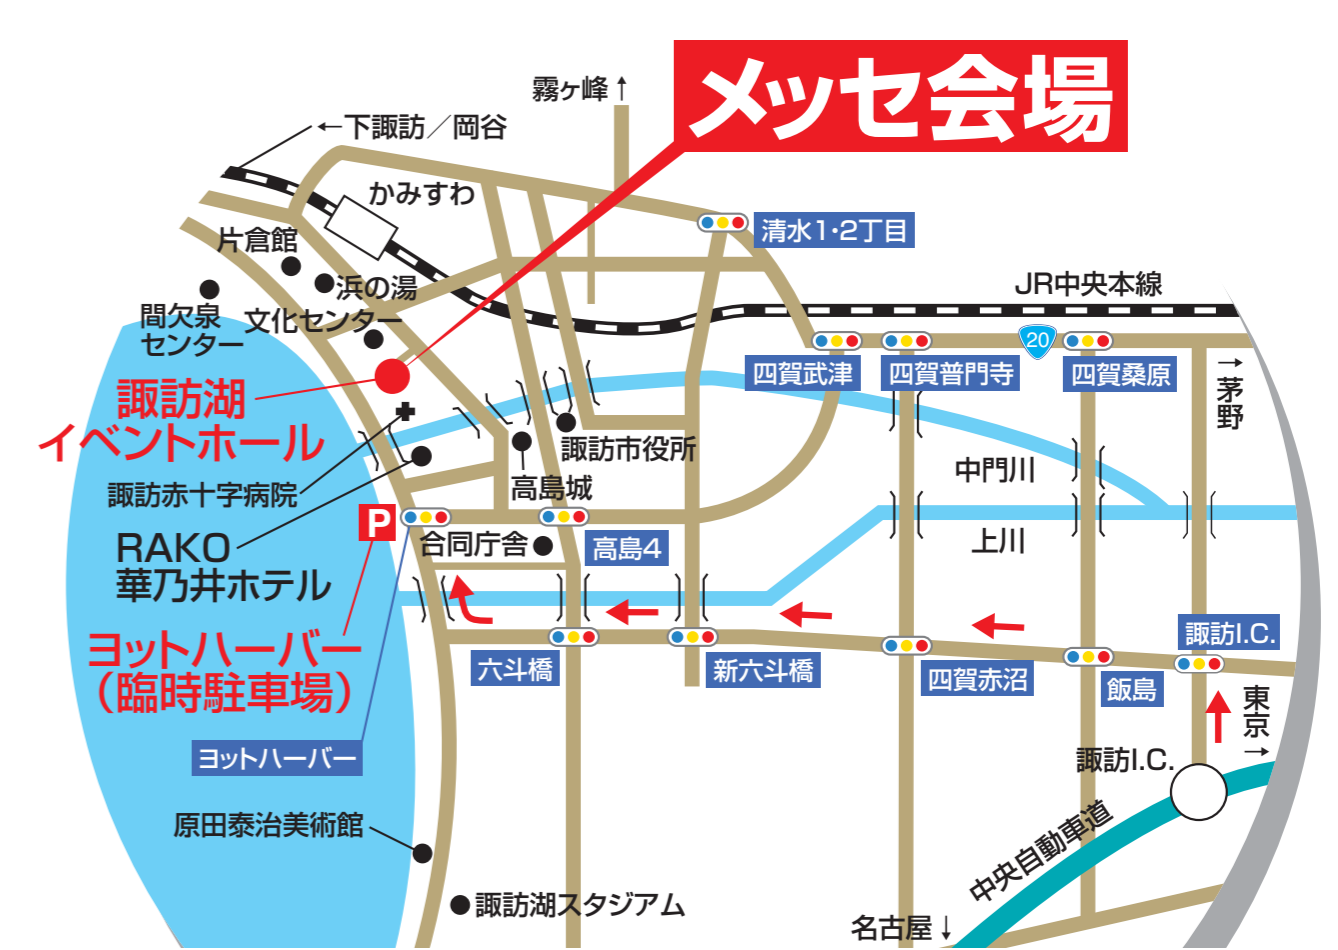 メッセ会場
霧ヶ峰↑
←下諏訪／岡谷
かみすわ
清水1・2丁目
片倉館
浜の湯
JR中央本線
間欠泉
センター
文化センター
20
四賀武津
四賀普門寺
四賀桑原
→
茅野
諏訪湖
イベントホール
諏訪市役所
中門川
諏訪赤十字病院
高島城
P
RAKO
華乃井ホテル
合同庁舎
高島4
上川
ヨットハーバー
（臨時駐車場）
六斗橋
新六斗橋
四賀赤沼
飯島
諏訪I.C.
東京
→
ヨットハーバー
諏訪I.C.
原田泰治美術館
中央自動車道
諏訪湖スタジアム
名古屋↓